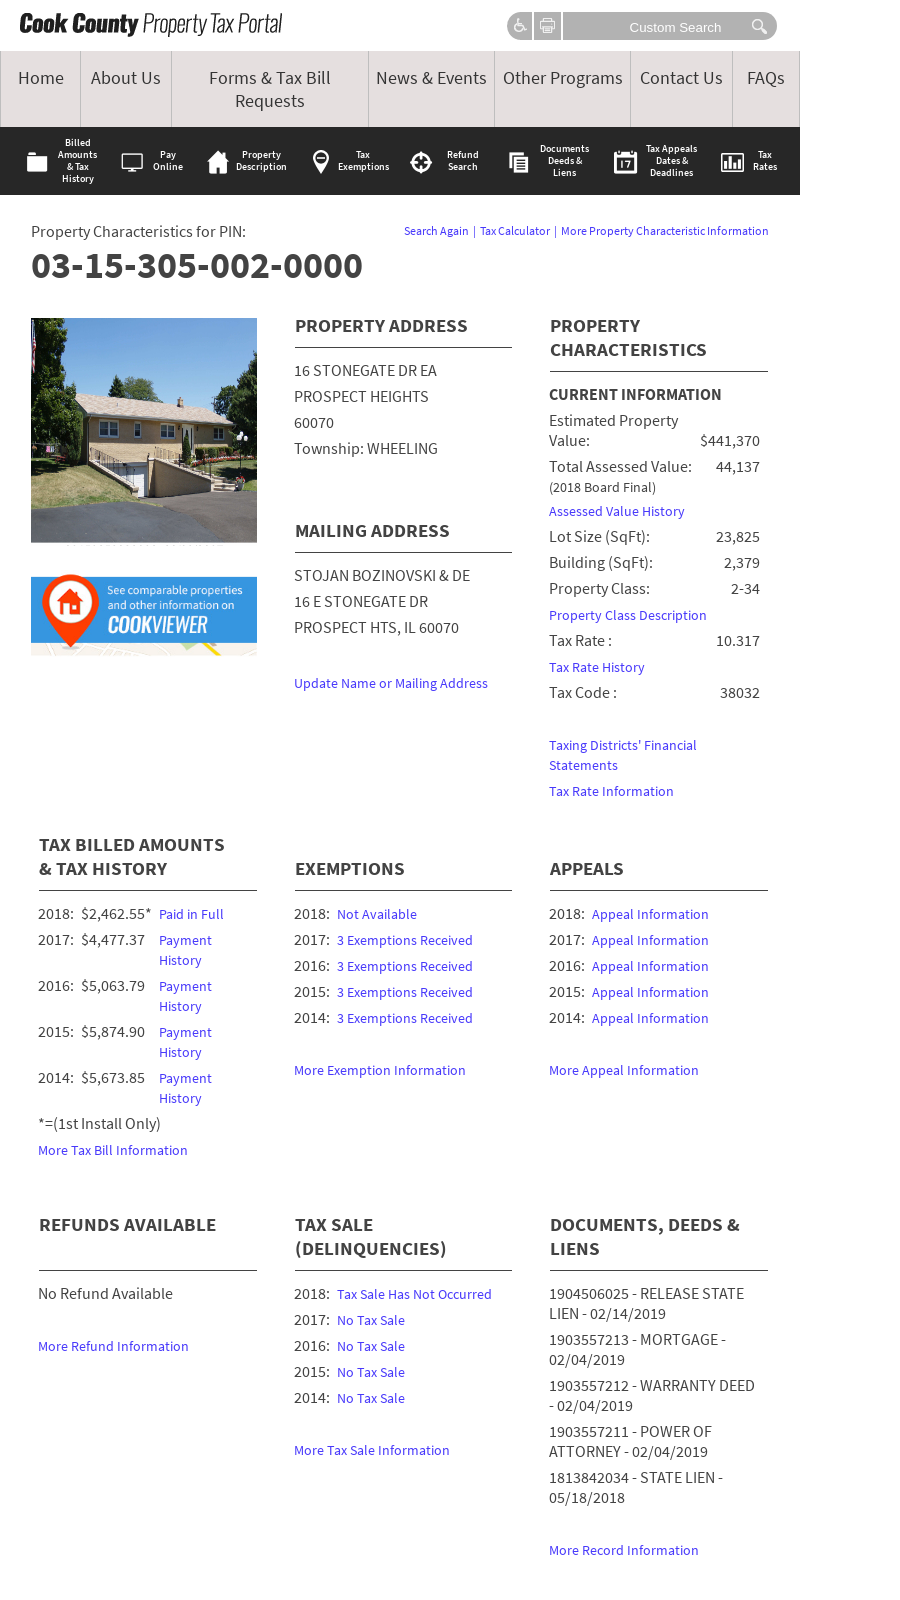 Cook County Property Tax Portal
Custom Search
Home
About Us
Forms & Tax Bill
Requests
News & Events
Other Programs
Contact Us
FAQs
Billed
Amounts
& Tax
History
Pay
Online
Property
Description
Tax
Exemptions
Refund
Search
Documents
Deeds &
Liens
Tax Appeals
Dates &
Deadlines
Tax
Rates
Property Characteristics for PIN:
Search Again | Tax Calculator | More Property Characteristic Information
03-15-305-002-0000
PROPERTY ADDRESS
16 STONEGATE DR EA
PROSPECT HEIGHTS
60070
Township: WHEELING
MAILING ADDRESS
STOJAN BOZINOVSKI & DE
16 E STONEGATE DR
PROSPECT HTS, IL 60070
Update Name or Mailing Address
See comparable properties
and other information on
COOKVIEWER
PROPERTY
CHARACTERISTICS
CURRENT INFORMATION
Estimated Property
Value: $441,370
Total Assessed Value: 44,137
(2018 Board Final)
Assessed Value History
Lot Size (SqFt): 23,825
Building (SqFt): 2,379
Property Class: 2-34
Property Class Description
Tax Rate : 10.317
Tax Rate History
Tax Code : 38032
Taxing Districts' Financial
Statements
Tax Rate Information
TAX BILLED AMOUNTS
& TAX HISTORY
2018: $2,462.55* Paid in Full
2017: $4,477.37 Payment
History
2016: $5,063.79 Payment
History
2015: $5,874.90 Payment
History
2014: $5,673.85 Payment
History
*=(1st Install Only)
More Tax Bill Information
EXEMPTIONS
2018: Not Available
2017: 3 Exemptions Received
2016: 3 Exemptions Received
2015: 3 Exemptions Received
2014: 3 Exemptions Received
More Exemption Information
APPEALS
2018: Appeal Information
2017: Appeal Information
2016: Appeal Information
2015: Appeal Information
2014: Appeal Information
More Appeal Information
REFUNDS AVAILABLE
No Refund Available
More Refund Information
TAX SALE
(DELINQUENCIES)
2018: Tax Sale Has Not Occurred
2017: No Tax Sale
2016: No Tax Sale
2015: No Tax Sale
2014: No Tax Sale
More Tax Sale Information
DOCUMENTS, DEEDS &
LIENS
1904506025 - RELEASE STATE
LIEN - 02/14/2019
1903557213 - MORTGAGE -
02/04/2019
1903557212 - WARRANTY DEED
- 02/04/2019
1903557211 - POWER OF
ATTORNEY - 02/04/2019
1813842034 - STATE LIEN -
05/18/2018
More Record Information